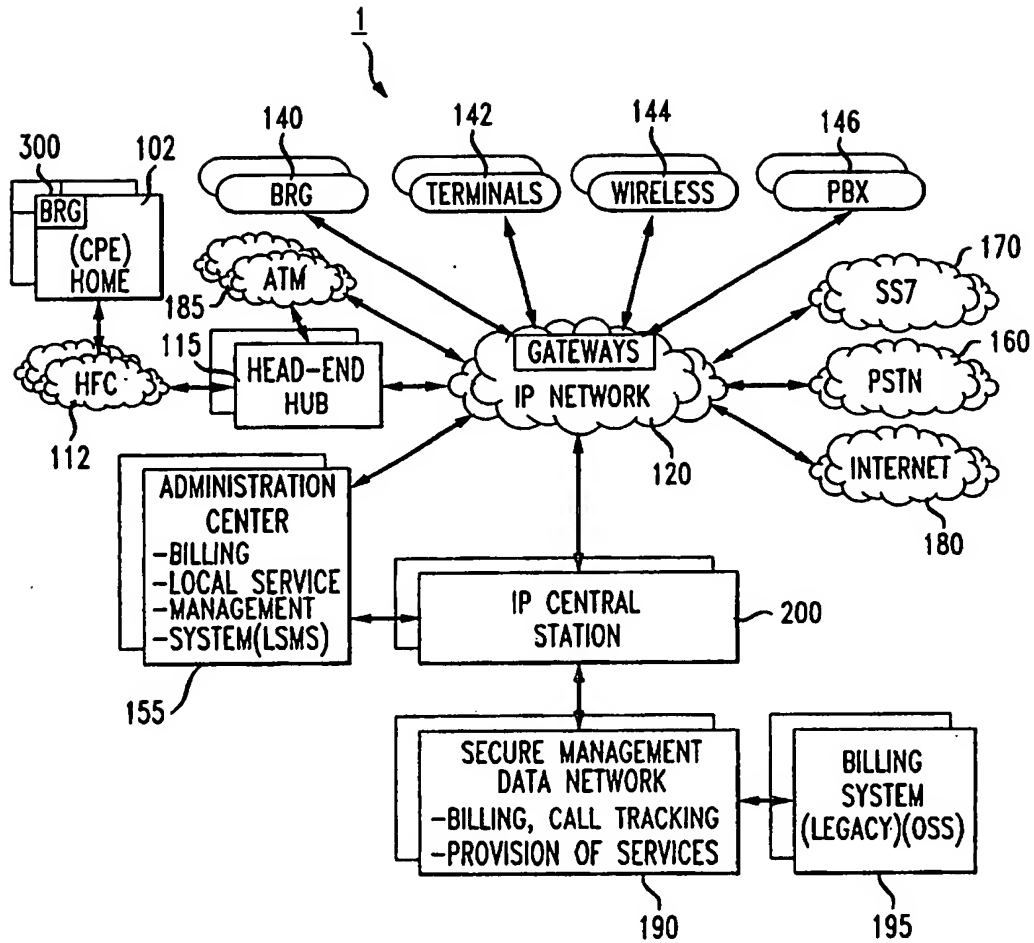 1
300
102
140
142
144
146
BRG
TERMINALS
WIRELESS
PBX
BRG
(CPE)
HOME
ATM
185
170
SS7
GATEWAYS
IP NETWORK
115
HEAD-END
HUB
160
PSTN
HFC
112
120
INTERNET
180
ADMINISTRATION
CENTER
-BILLING
-LOCAL SERVICE
-MANAGEMENT
-SYSTEM(LSMS)
155
IP CENTRAL
STATION
200
SECURE MANAGEMENT
DATA NETWORK
-BILLING, CALL TRACKING
-PROVISION OF SERVICES
190
BILLING
SYSTEM
(LEGACY)(OSS)
195